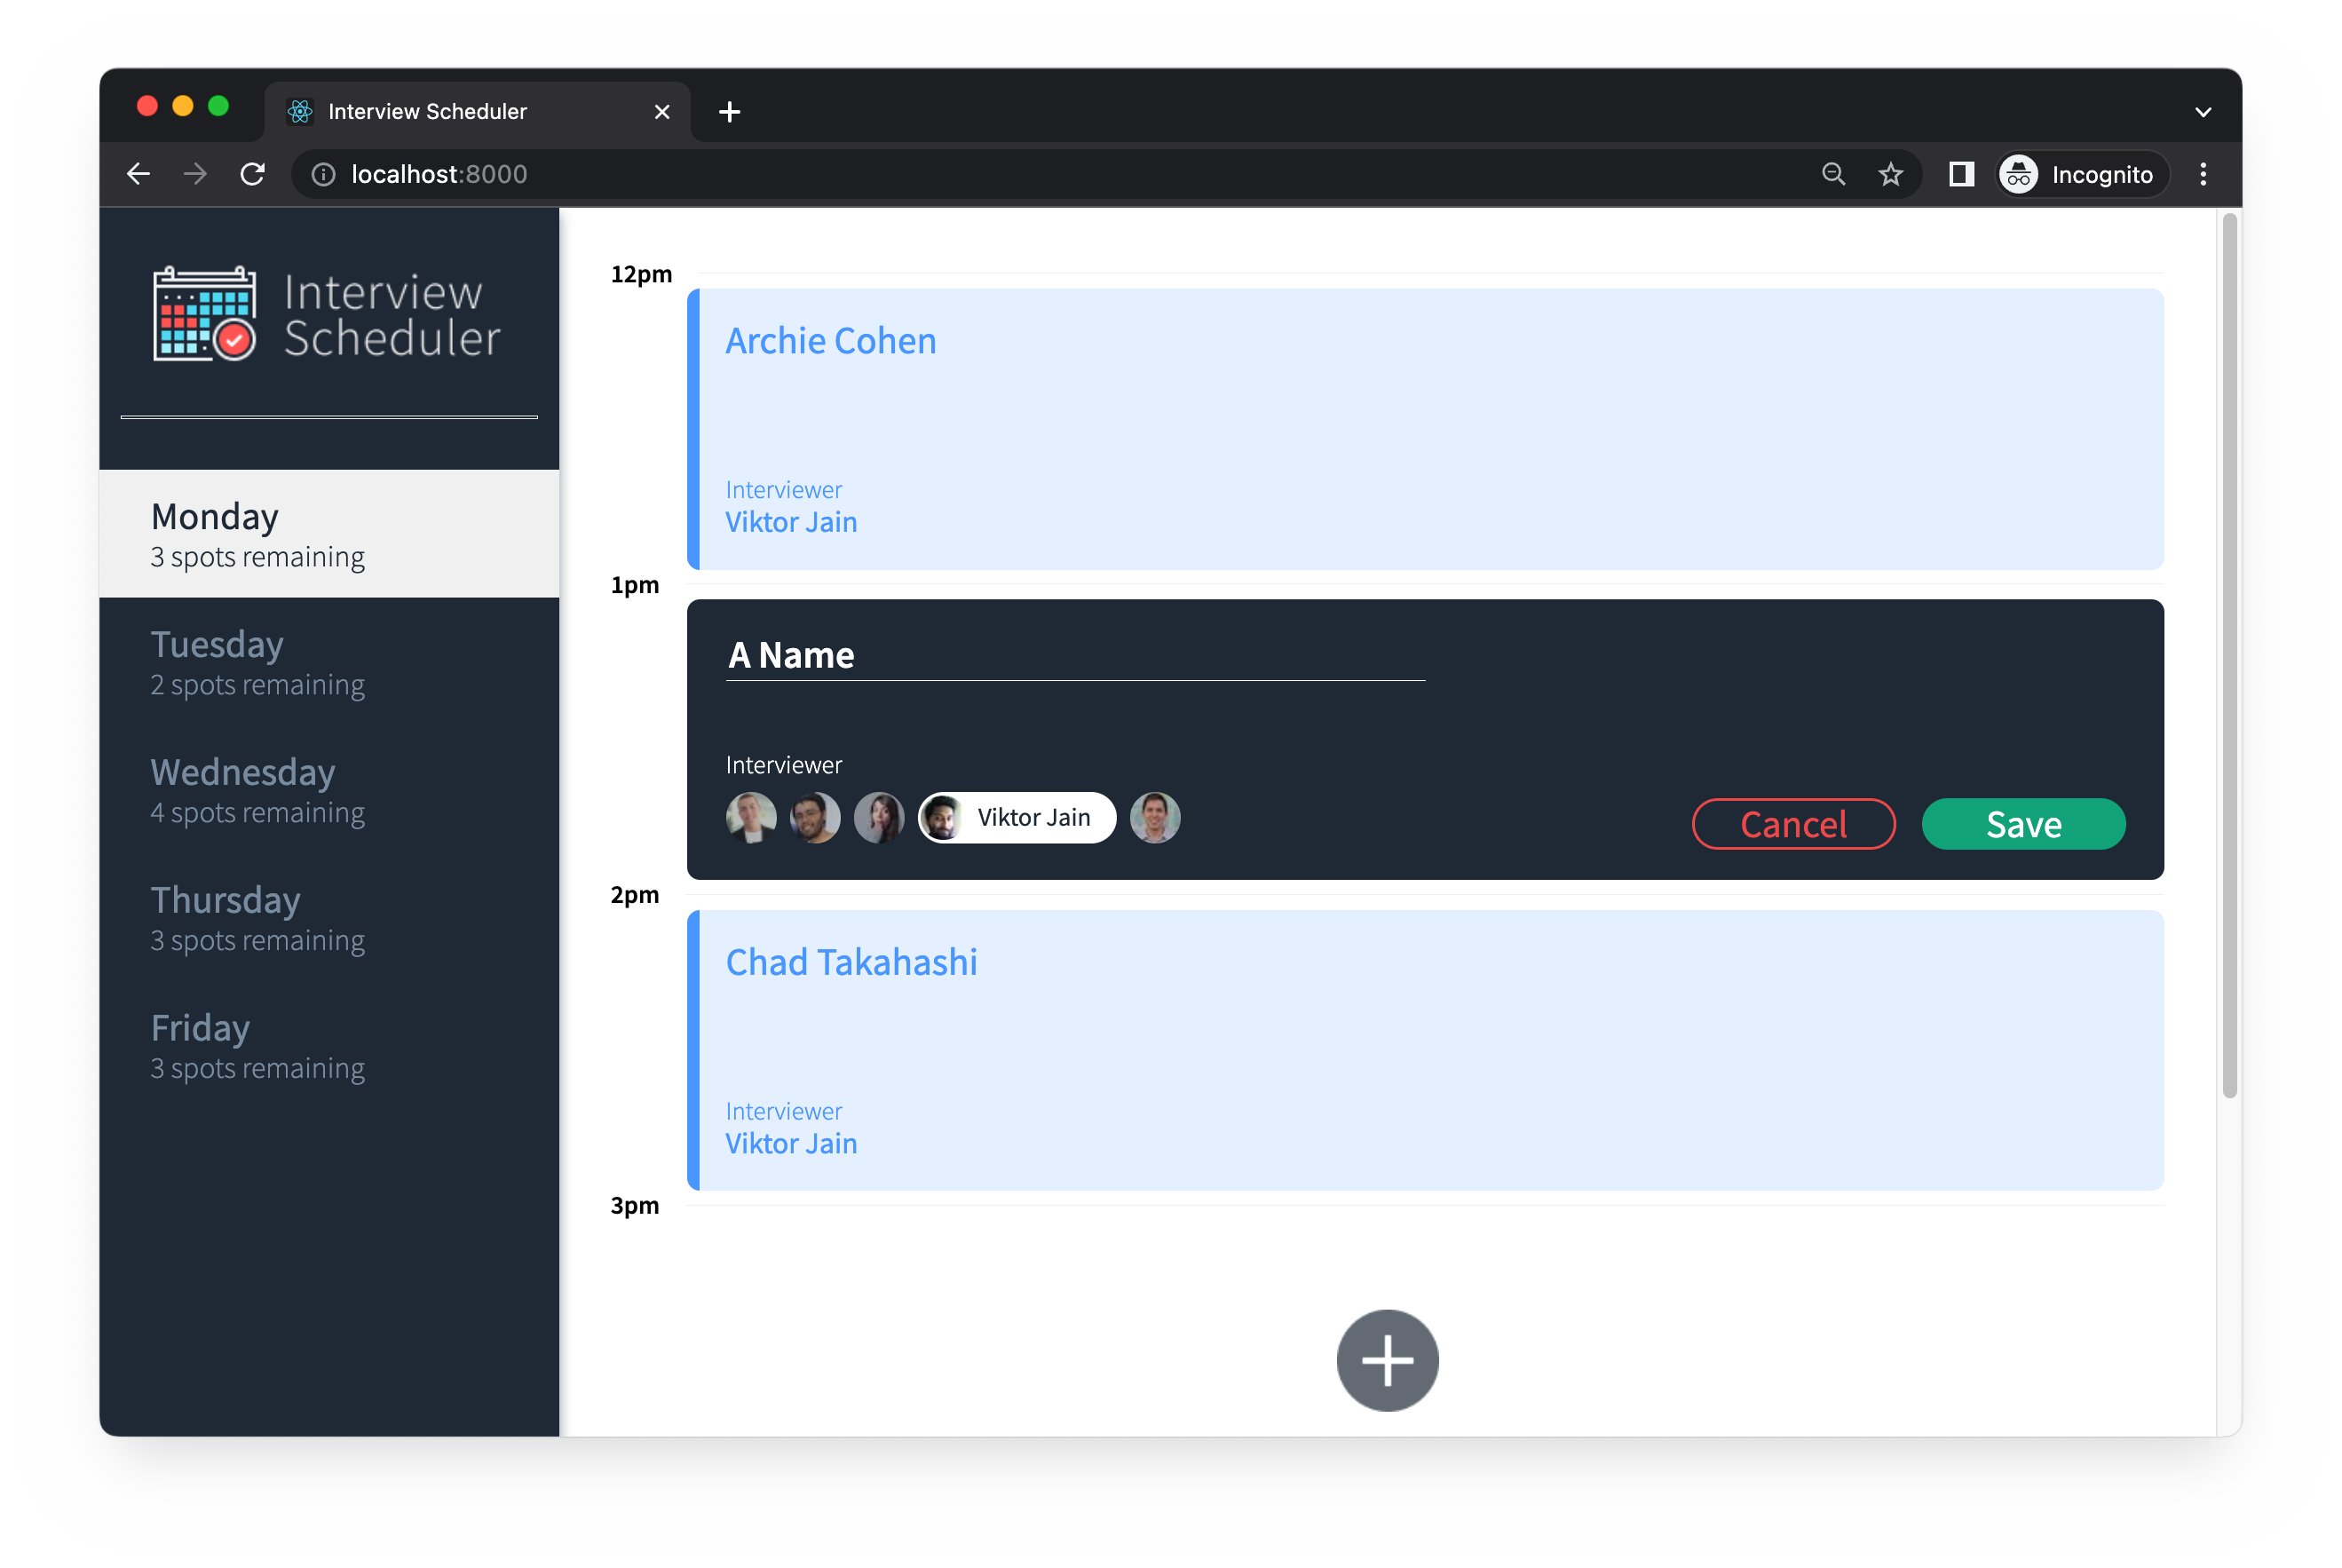 Interview Scheduler
localhost:8000
Incognito
Interview
Scheduler
Monday
3 spots remaining
Tuesday
2 spots remaining
Wednesday
4 spots remaining
Thursday
3 spots remaining
Friday
3 spots remaining
12pm
Archie Cohen
Interviewer
Viktor Jain
1pm
A Name
Interviewer
Viktor Jain
Cancel
Save
2pm
Chad Takahashi
Interviewer
Viktor Jain
3pm